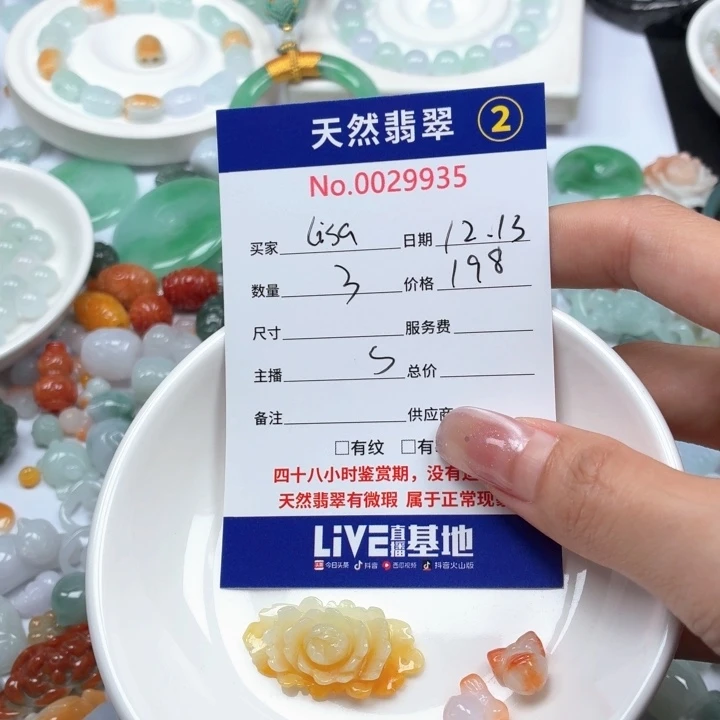 天然翡翠 2
No.0029935
买家 Lisa 日期 12.13
数量 3 价格 198
尺寸 服务费
主播 S 总价
备注 供应商
□有纹 □有
四十八小时鉴赏期，没有
天然翡翠有微瑕 属于正常现
LiVE直播基地
今日头条 抖音 西瓜视频 抖音火山版